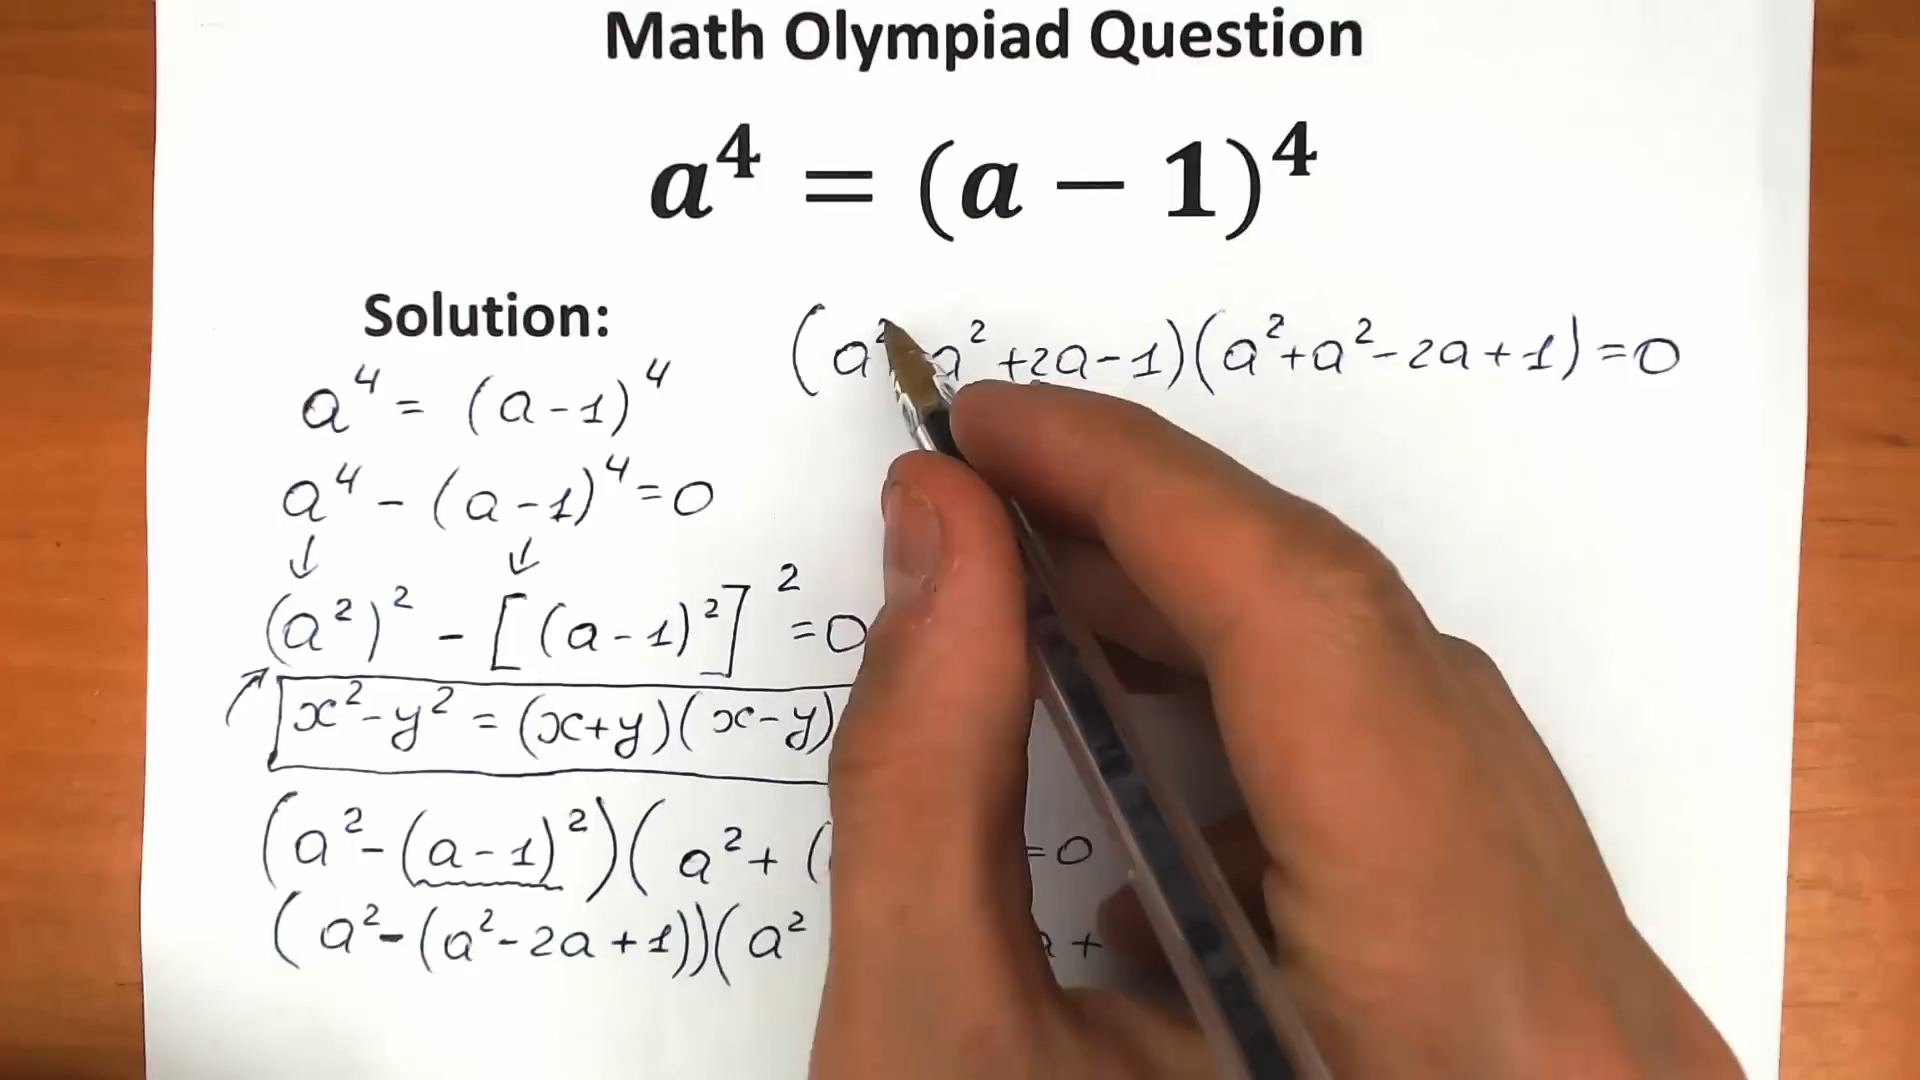 Math Olympiad Question
a⁴ = (a − 1)⁴
Solution:
a⁴ = (a-1)⁴
a⁴ - (a-1)⁴ = 0
↓ ↓
(a²)² - [(a-1)²]² = 0
x² - y² = (x+y)(x-y)
(a² - (a-1)²)(a² + ( = 0
(a² - (a² - 2a + 1))(a² +
(a² a² + 2a - 1)(a² + a² - 2a + 1) = 0